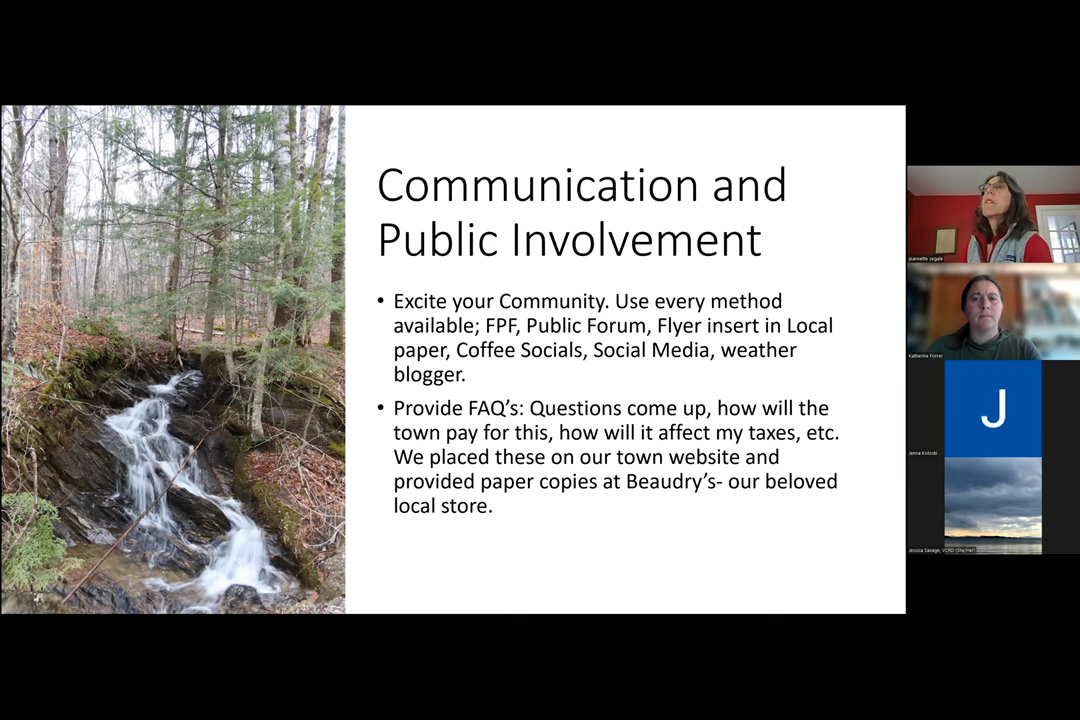 Communication and
Public Involvement
• Excite your Community. Use every method
available; FPF, Public Forum, Flyer insert in Local
paper, Coffee Socials, Social Media, weather
blogger.
• Provide FAQ’s: Questions come up, how will the
town pay for this, how will it affect my taxes, etc.
We placed these on our town website and
provided paper copies at Beaudry’s- our beloved
local store.
jeannette segale
Katherine Forrer
J
Jenna Koloski
Jessica Savage, VCRD (She/Her)